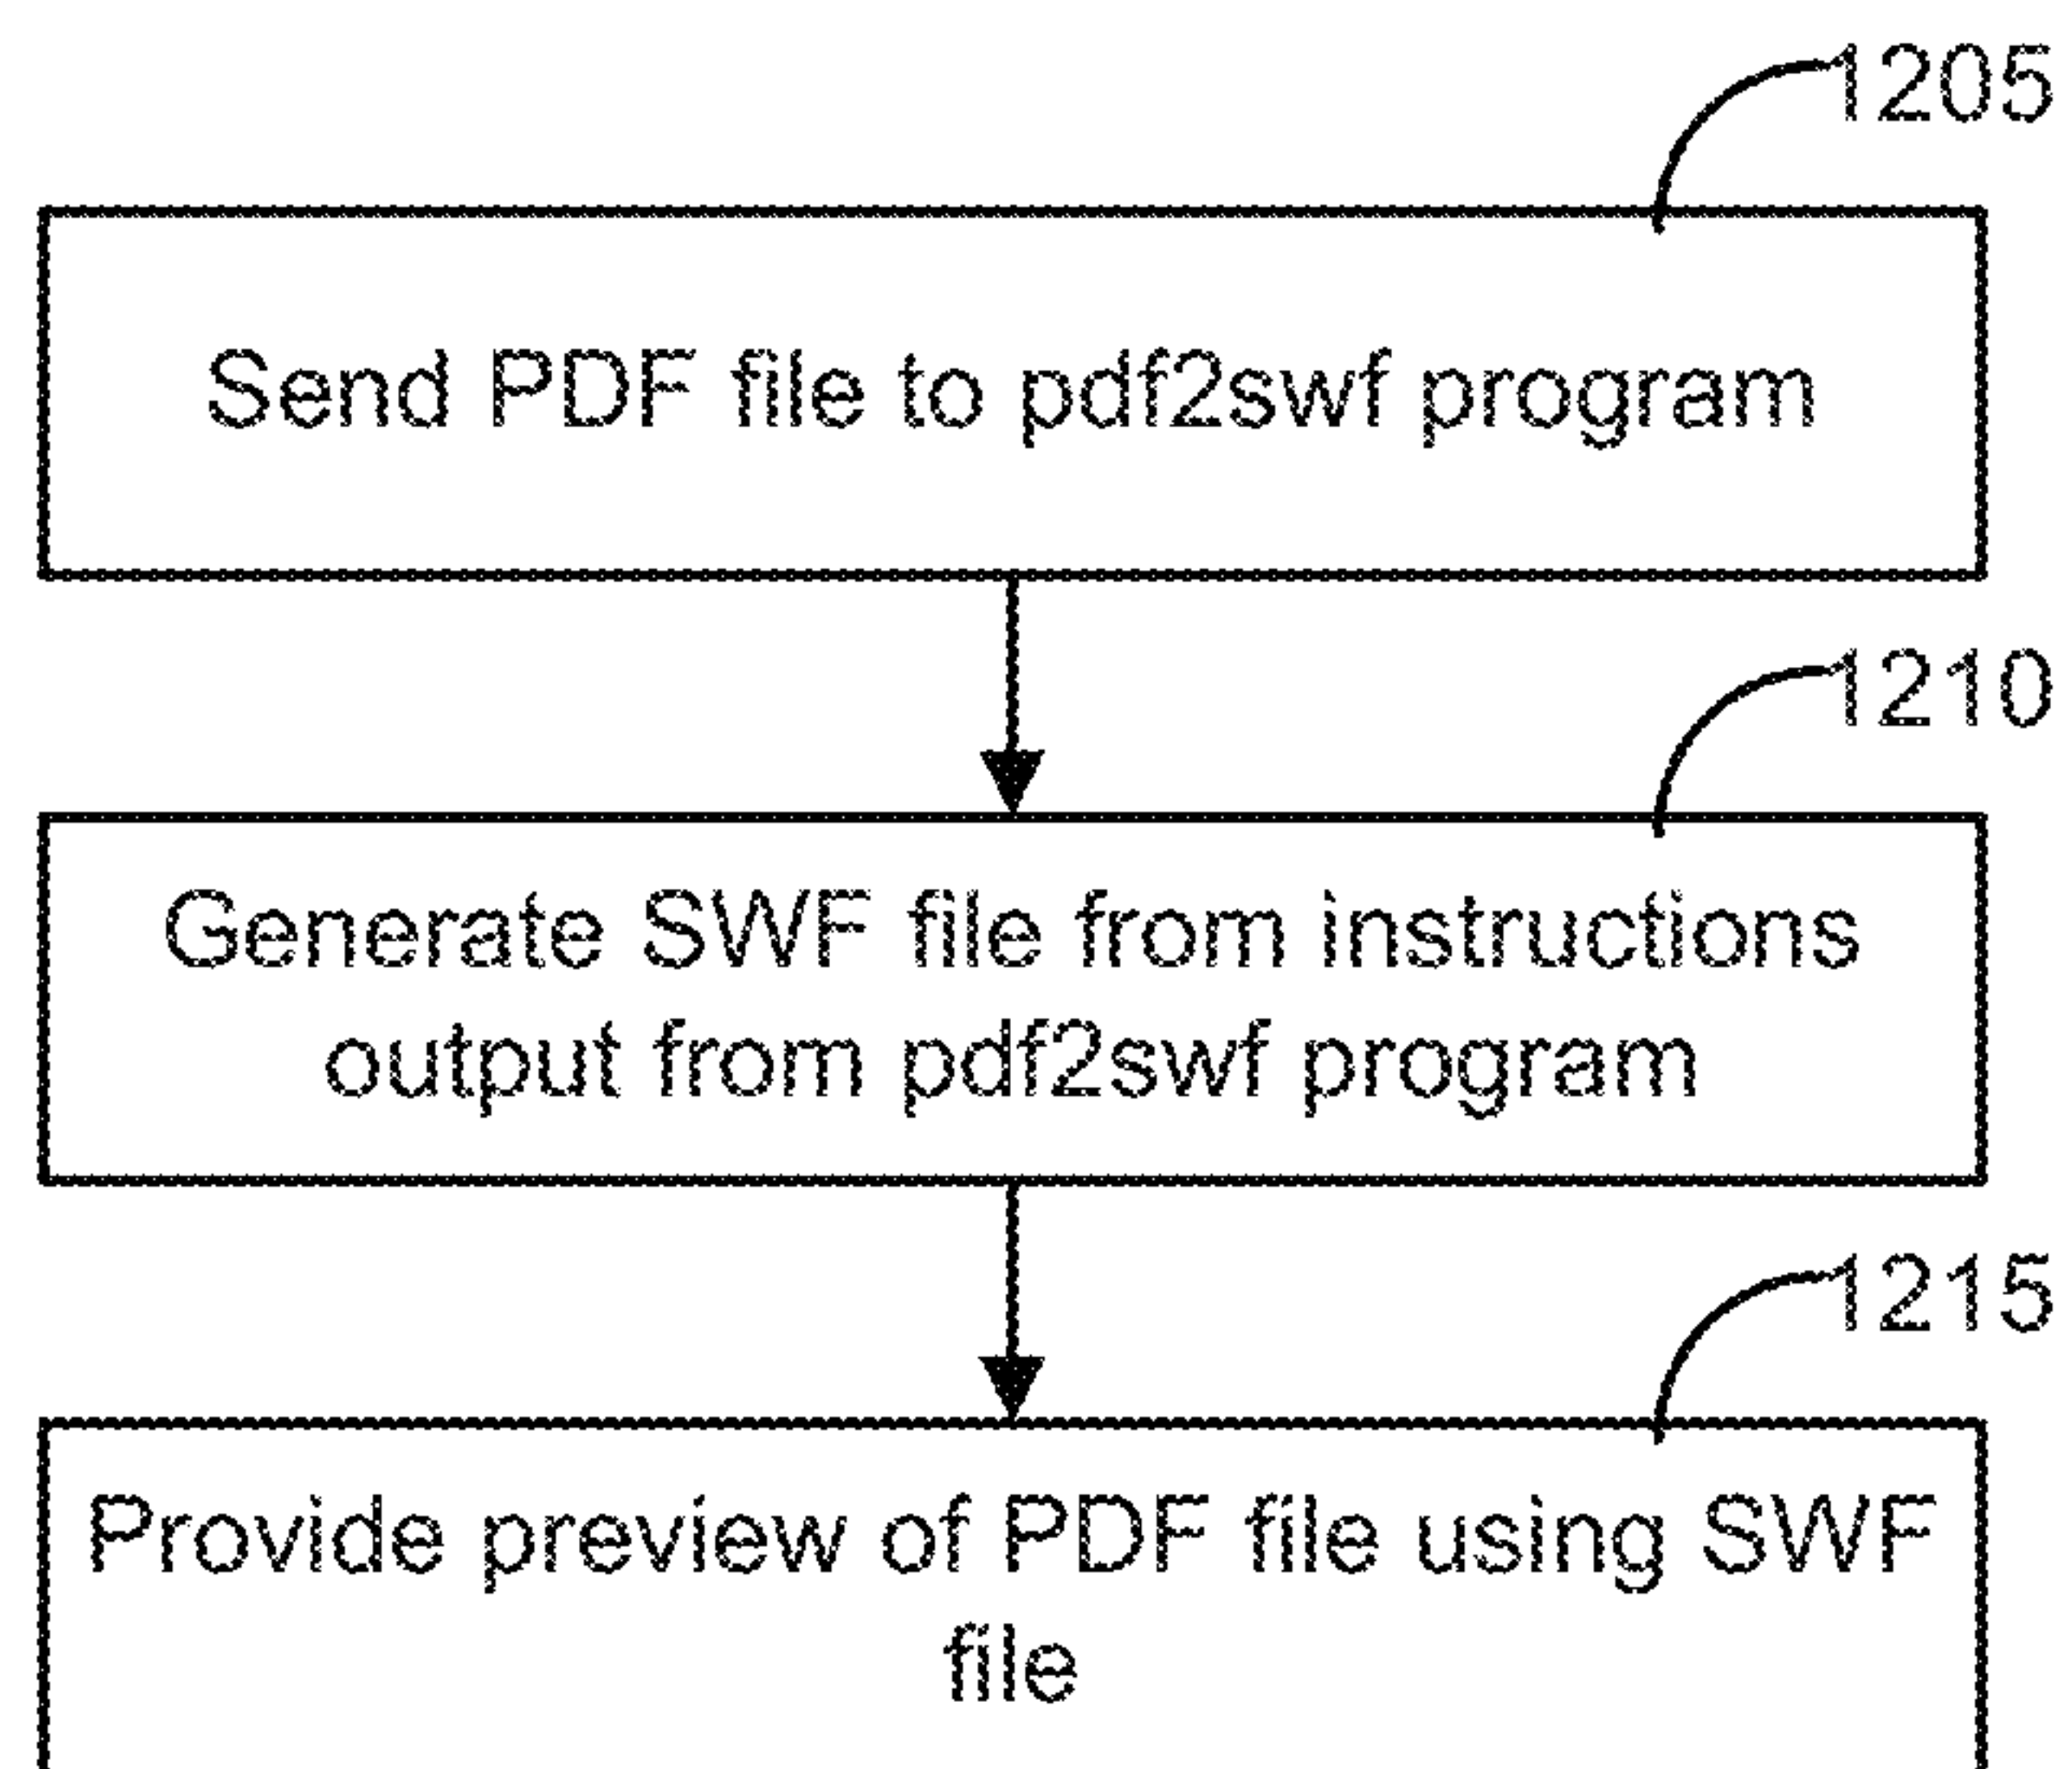 1205
Send PDF file to pdf2swf program
1210
Generate SWF file from instructions
output from pdf2swf program
1215
Provide preview of PDF file using SWF
file